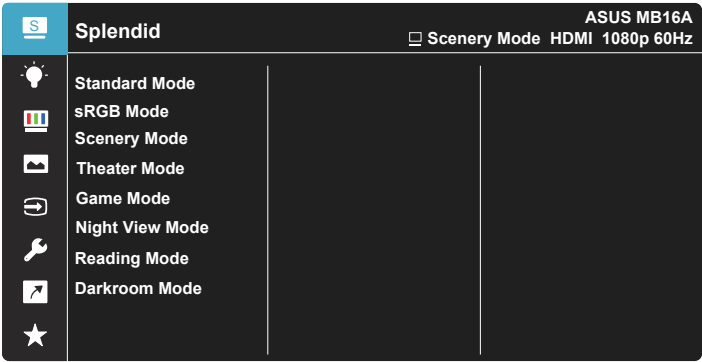 S
Splendid
ASUS MB16A
Scenery Mode HDMI 1080p 60Hz
Standard Mode
sRGB Mode
Scenery Mode
Theater Mode
Game Mode
Night View Mode
Reading Mode
Darkroom Mode